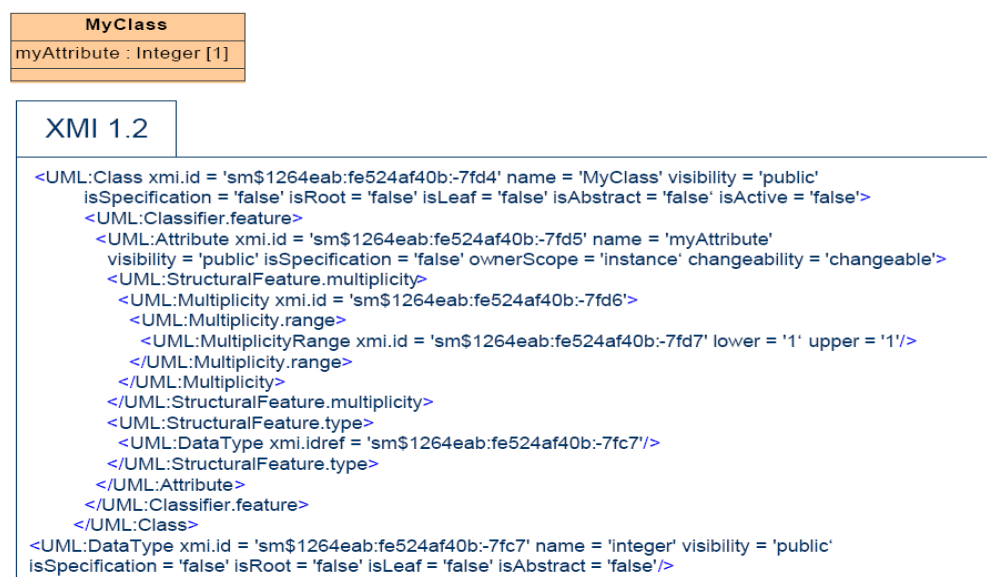 MyClass
myAttribute : Integer [1]
XMI 1.2
<UML:Class xmi.id = 'sm$1264eab:fe524af40b:-7fd4' name = 'MyClass' visibility = 'public'
isSpecification = 'false' isRoot = 'false' isLeaf = 'false' isAbstract = 'false‘ isActive = 'false'>
<UML:Classifier.feature>
<UML:Attribute xmi.id = 'sm$1264eab:fe524af40b:-7fd5' name = 'myAttribute'
visibility = 'public' isSpecification = 'false' ownerScope = 'instance‘ changeability = 'changeable'>
<UML:StructuralFeature.multiplicity>
<UML:Multiplicity xmi.id = 'sm$1264eab:fe524af40b:-7fd6'>
<UML:Multiplicity.range>
<UML:MultiplicityRange xmi.id = 'sm$1264eab:fe524af40b:-7fd7' lower = '1‘ upper = '1'/>
</UML:Multiplicity.range>
</UML:Multiplicity>
</UML:StructuralFeature.multiplicity>
<UML:StructuralFeature.type>
<UML:DataType xmi.idref = 'sm$1264eab:fe524af40b:-7fc7'/>
</UML:StructuralFeature.type>
</UML:Attribute>
</UML:Classifier.feature>
</UML:Class>
<UML:DataType xmi.id = 'sm$1264eab:fe524af40b:-7fc7' name = 'integer' visibility = 'public‘
isSpecification = 'false' isRoot = 'false' isLeaf = 'false' isAbstract = 'false'/>